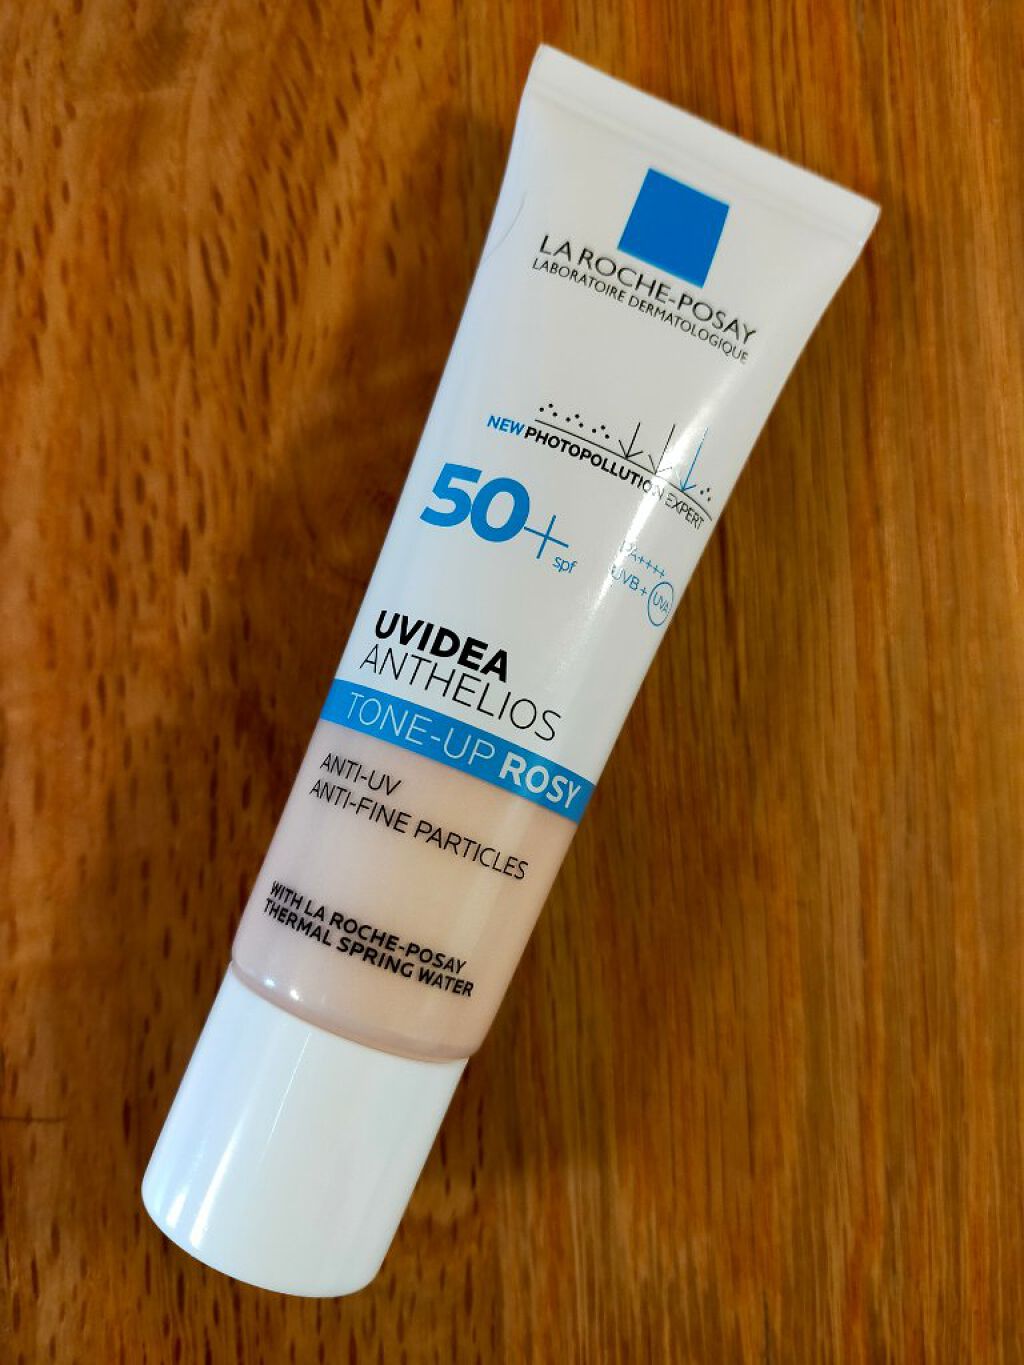 LA ROCHE-POSAY
LABORATOIRE DERMATOLOGIQUE
NEW PHOTOPOLLUTION EXPERT
50+
spf
PA++++
UVB + UVA
UVIDEA
ANTHELIOS
TONE-UP ROSY
ANTI-UV
ANTI-FINE PARTICLES
WITH LA ROCHE-POSAY
THERMAL SPRING WATER